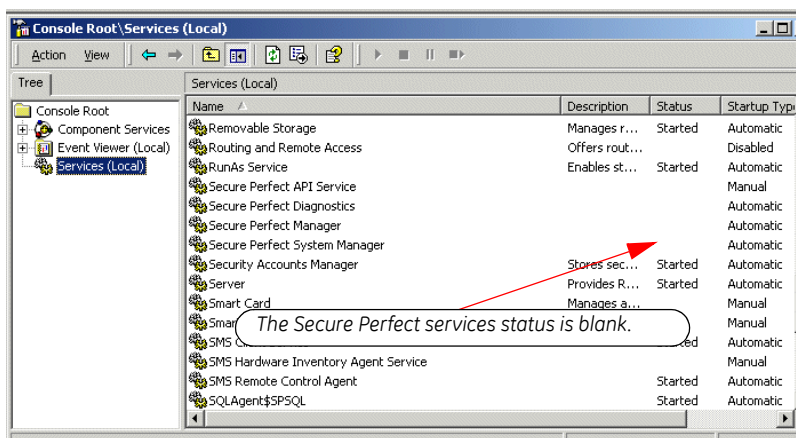 Console Root\Services (Local)
Action View
Tree
Services (Local)
Console Root
Component Services
Event Viewer (Local)
Services (Local)
Name Description Status Startup Typ
Removable Storage Manages r... Started Automatic
Routing and Remote Access Offers rout... Disabled
RunAs Service Enables st... Started Automatic
Secure Perfect API Service Manual
Secure Perfect Diagnostics Automatic
Secure Perfect Manager Automatic
Secure Perfect System Manager Automatic
Security Accounts Manager Stores sec... Started Automatic
Server Provides R... Started Automatic
Smart Card Manages a... Manual
The Secure Perfect services status is blank.
Manual
SMS Automatic
SMS Hardware Inventory Agent Service Manual
SMS Remote Control Agent Started Automatic
SQLAgent$SPSQL Started Automatic